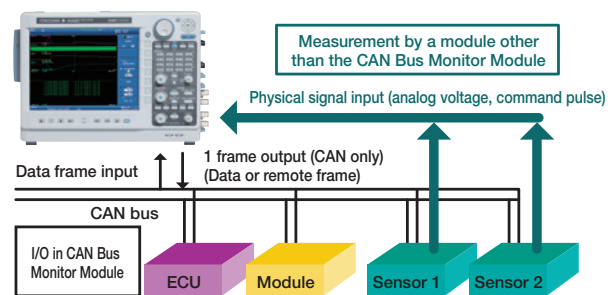 YOKOGAWA
Measurement by a module other
than the CAN Bus Monitor Module
Physical signal input (analog voltage, command pulse)
1 frame output (CAN only)
(Data or remote frame)
Data frame input
CAN bus
I/O in CAN Bus
Monitor Module
ECU
Module
Sensor 1
Sensor 2